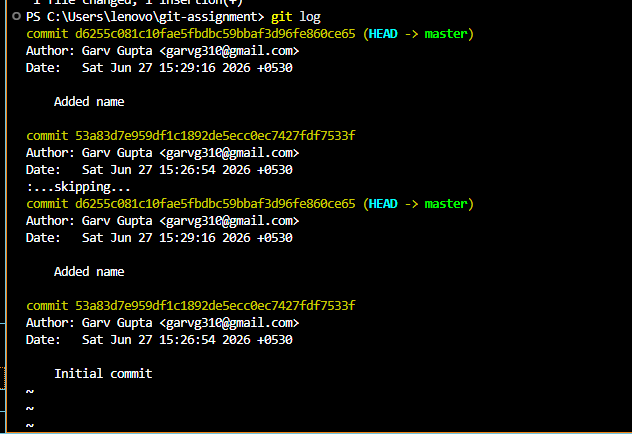 1 file changed, 1 insertion(+)
PS C:\Users\lenovo\git-assignment> git log
commit d6255c081c10fae5fbdbc59bbaf3d96fe860ce65 (HEAD -> master)
Author: Garv Gupta <garvg310@gmail.com>
Date:   Sat Jun 27 15:29:16 2026 +0530

    Added name

commit 53a83d7e959df1c1892de5ecc0ec7427fdf7533f
Author: Garv Gupta <garvg310@gmail.com>
Date:   Sat Jun 27 15:26:54 2026 +0530
:...skipping...
commit d6255c081c10fae5fbdbc59bbaf3d96fe860ce65 (HEAD -> master)
Author: Garv Gupta <garvg310@gmail.com>
Date:   Sat Jun 27 15:29:16 2026 +0530

    Added name

commit 53a83d7e959df1c1892de5ecc0ec7427fdf7533f
Author: Garv Gupta <garvg310@gmail.com>
Date:   Sat Jun 27 15:26:54 2026 +0530

    Initial commit
~
~
~